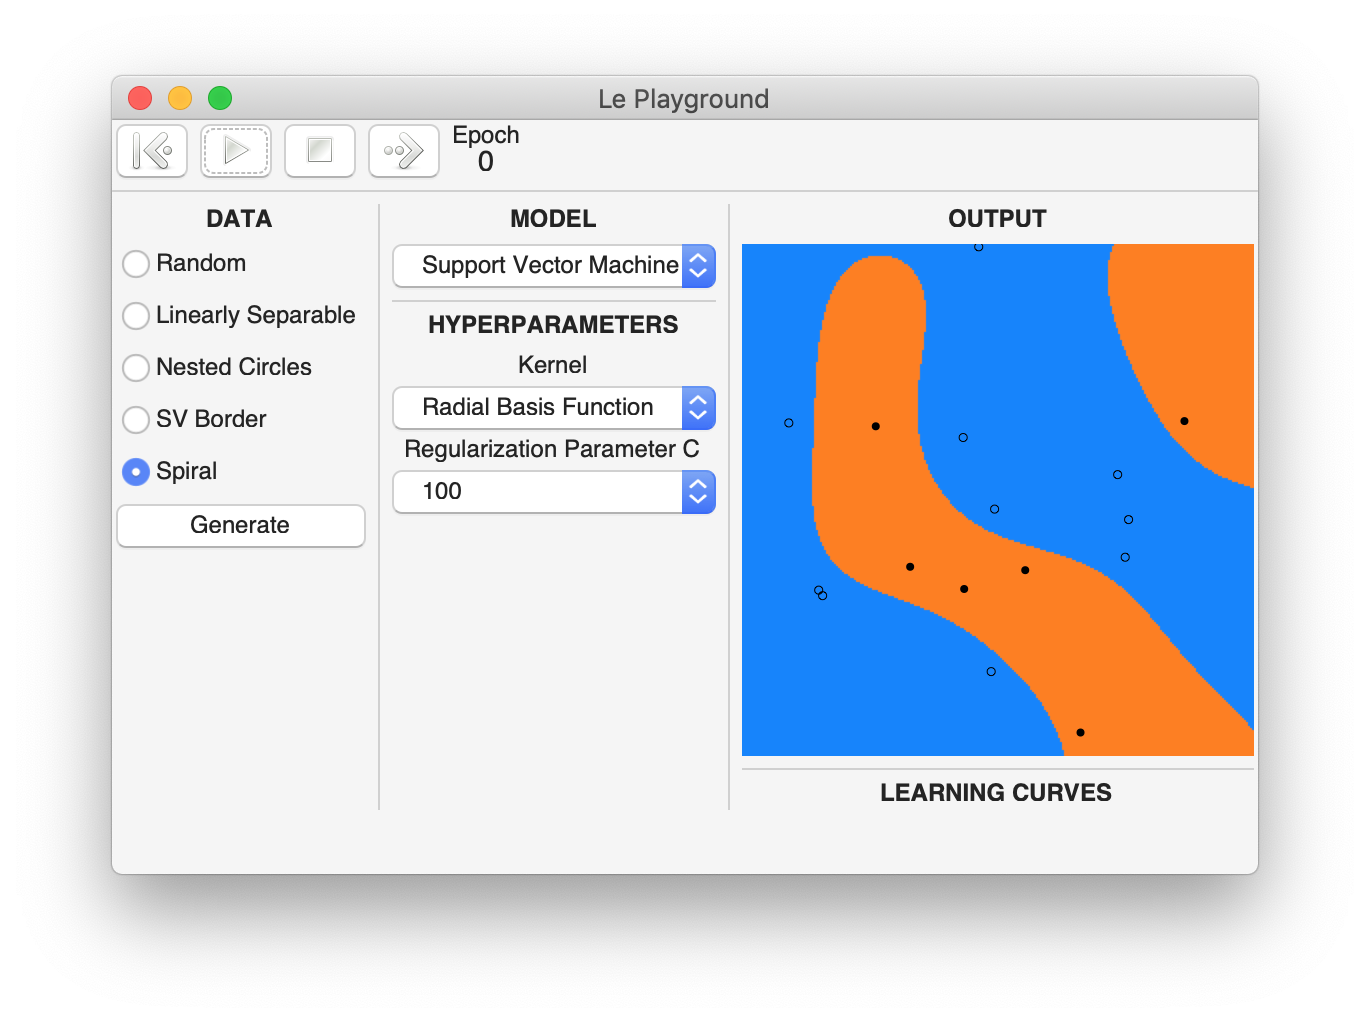 Le Playground
Epoch
0
DATA
Random
Linearly Separable
Nested Circles
SV Border
Spiral
Generate
MODEL
Support Vector Machine
HYPERPARAMETERS
Kernel
Radial Basis Function
Regularization Parameter C
100
OUTPUT
LEARNING CURVES